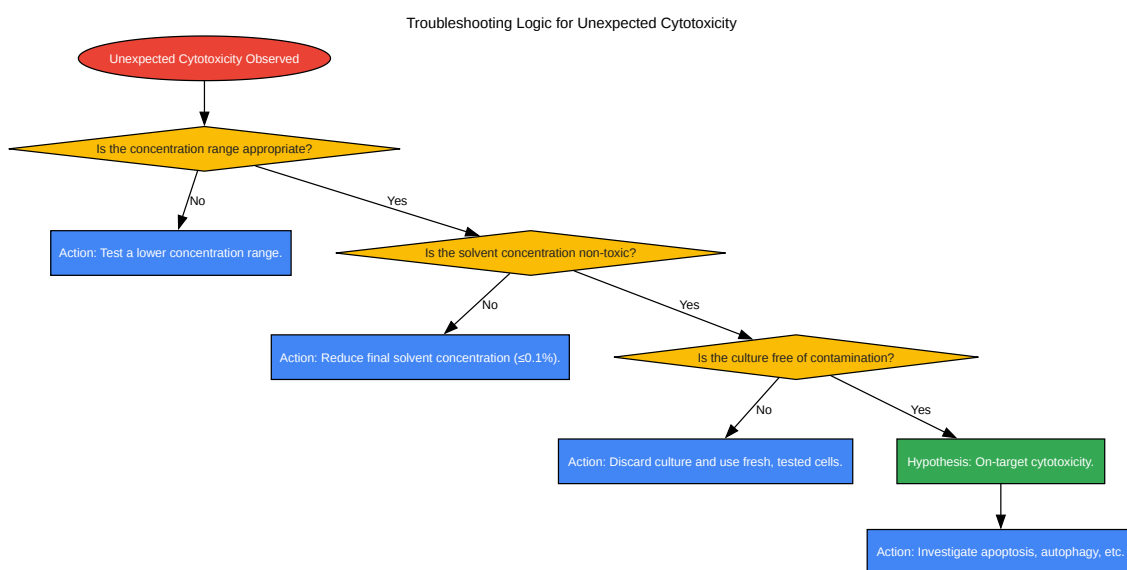 Troubleshooting Logic for Unexpected Cytotoxicity
Unexpected Cytotoxicity Observed
Is the concentration range appropriate?
No
Yes
Action: Test a lower concentration range.
Is the solvent concentration non-toxic?
No
Yes
Action: Reduce final solvent concentration (≤0.1%).
Is the culture free of contamination?
No
Yes
Action: Discard culture and use fresh, tested cells.
Hypothesis: On-target cytotoxicity.
Action: Investigate apoptosis, autophagy, etc.